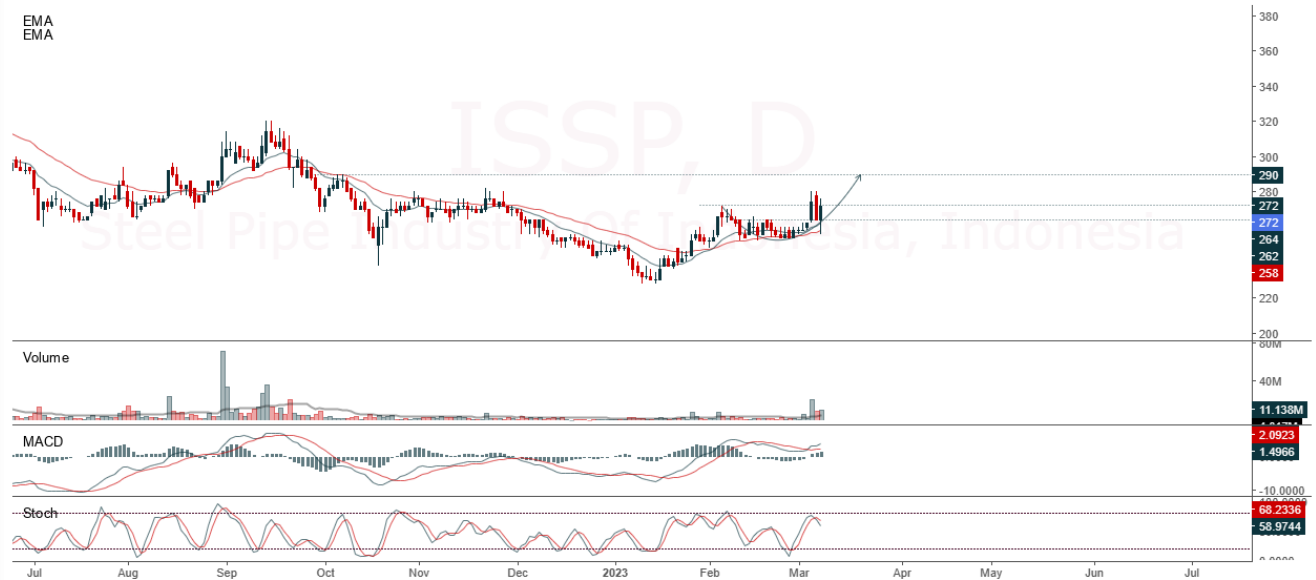 EMA
EMA
ISSP, D
Steel Pipe Industry Of Indonesia, Indonesia
380
360
340
320
300
290
280
272
272
264
262
258
220
200
Volume
80M
40M
11.138M
MACD
2.0923
1.4966
-10.0000
Stoch
68.2336
58.9744
Jul Aug Sep Oct Nov Dec 2023 Feb Mar Apr May Jun Jul